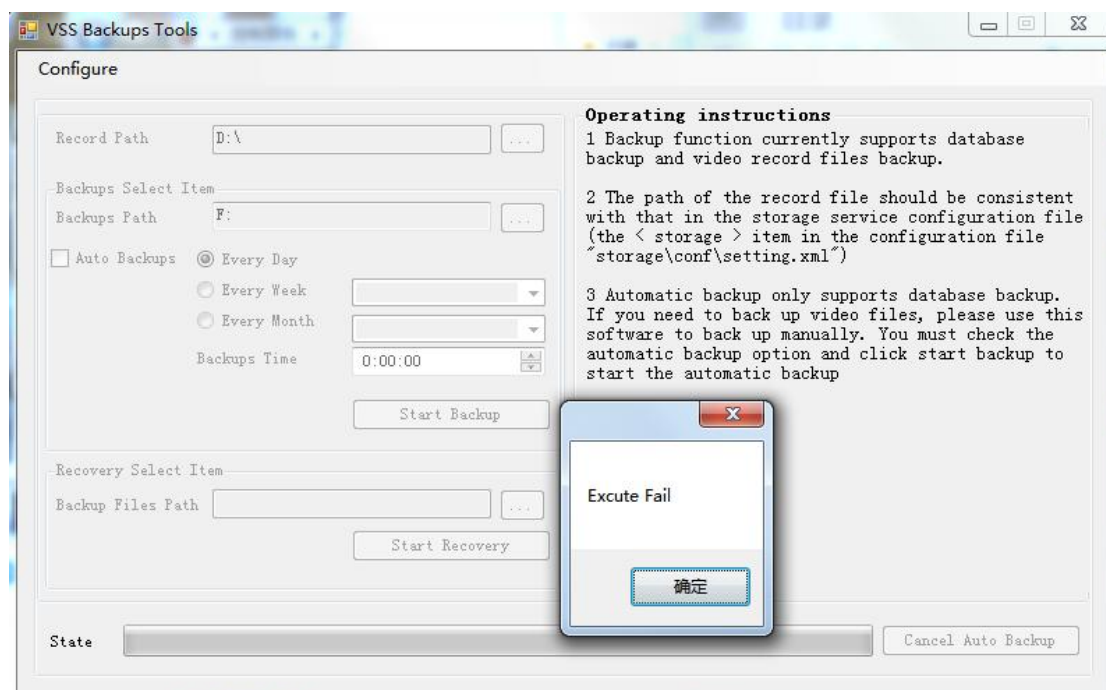 VSS Backups Tools
Configure
Record Path
D:\
...
Backups Select Item
Backups Path
F:
...
Auto Backups
Every Day
Every Week
Every Month
Backups Time
0:00:00
Start Backup
Recovery Select Item
Backup Files Path
...
Start Recovery
Operating instructions
1 Backup function currently supports database
backup and video record files backup.
2 The path of the record file should be consistent
with that in the storage service configuration file
(the < storage > item in the configuration file
"storage\conf\setting.xml")
3 Automatic backup only supports database backup.
If you need to back up video files, please use this
software to back up manually. You must check the
automatic backup option and click start backup to
start the automatic backup
Excute Fail
确定
State
Cancel Auto Backup